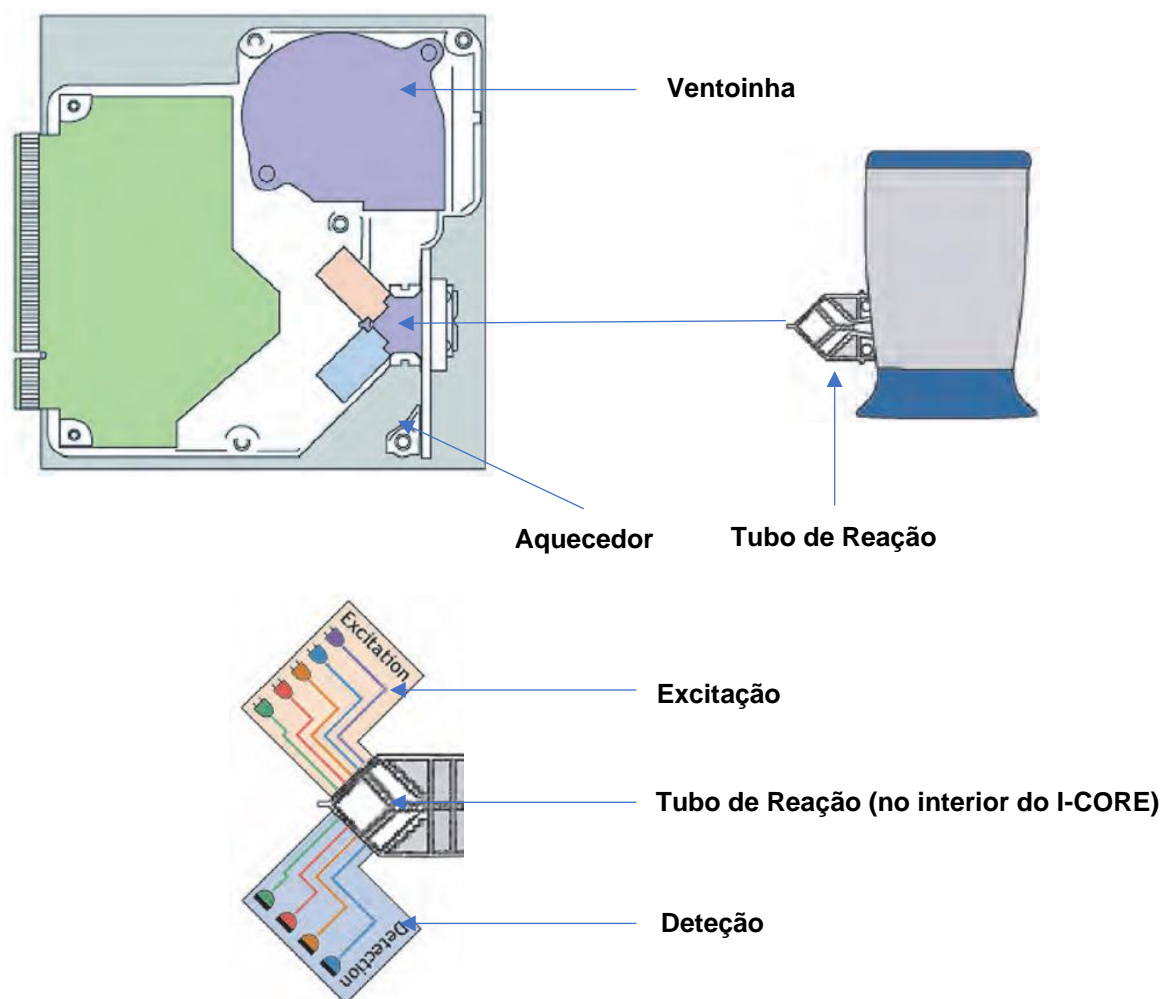 Ventoinha
Aquecedor
Tubo de Reação
Excitation
Excitação
Tubo de Reação (no interior do I-CORE)
Deteção
Detection